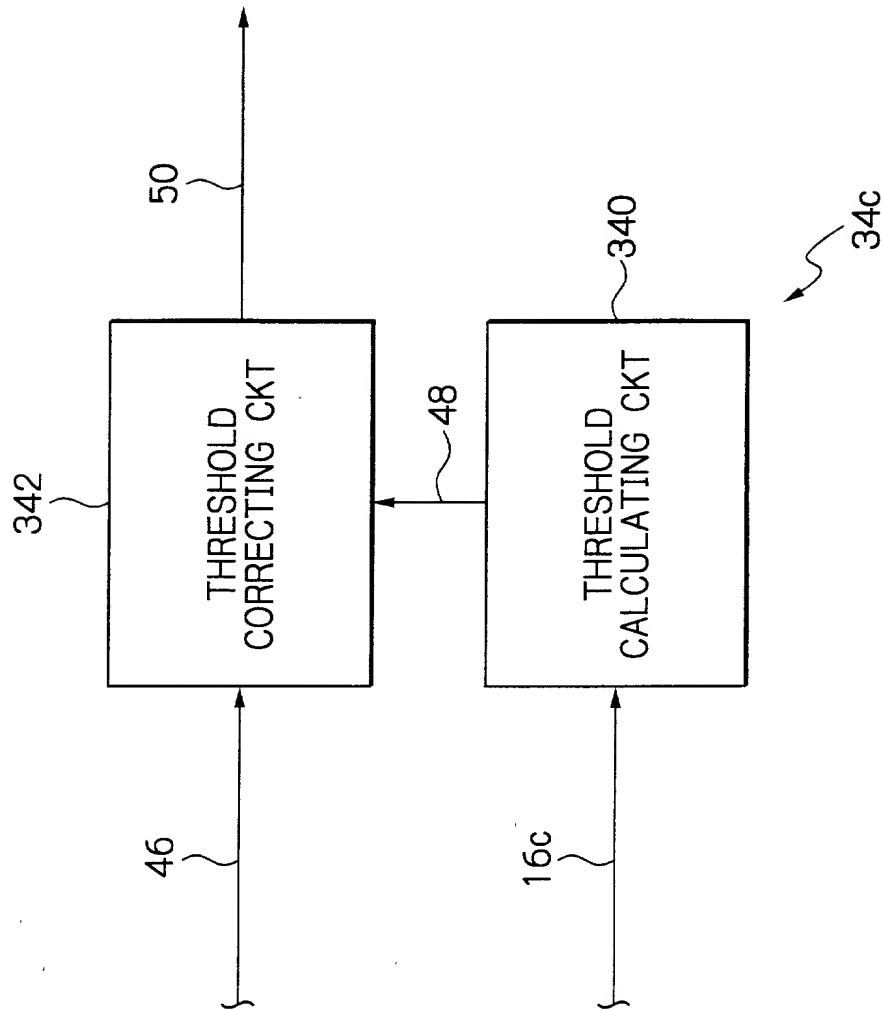 50
342
THRESHOLD
CORRECTING CKT
46
48
340
THRESHOLD
CALCULATING CKT
16c
34c